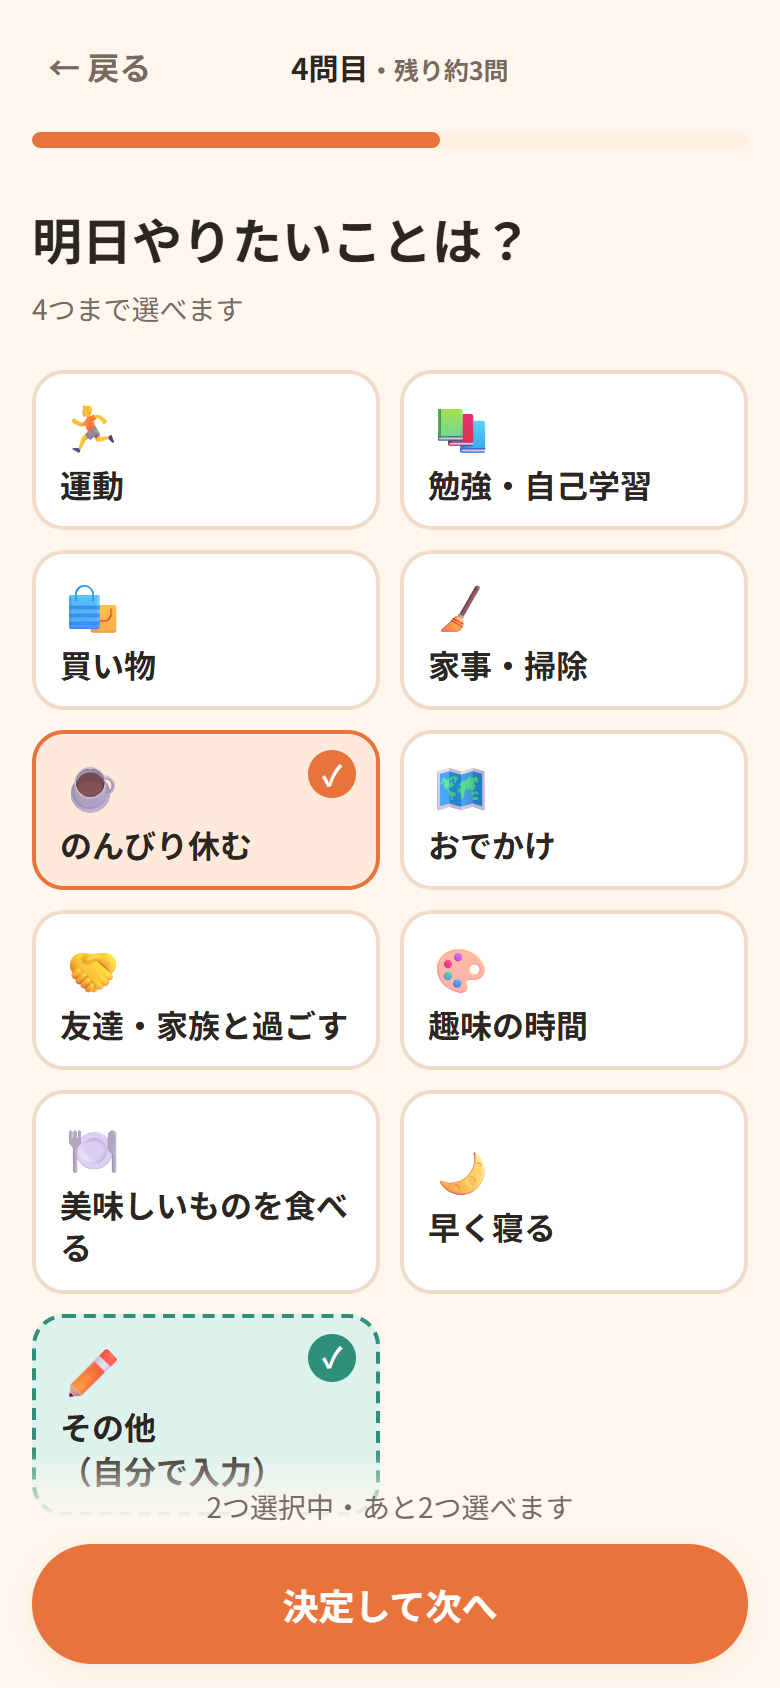 ← 戻る
4問目・残り約3問
明日やりたいことは？
4つまで選べます
運動
勉強・自己学習
買い物
家事・掃除
のんびり休む
おでかけ
友達・家族と過ごす
趣味の時間
美味しいものを食べ
る
早く寝る
その他
（自分で入力）
2つ選択中・あと2つ選べます
決定して次へ